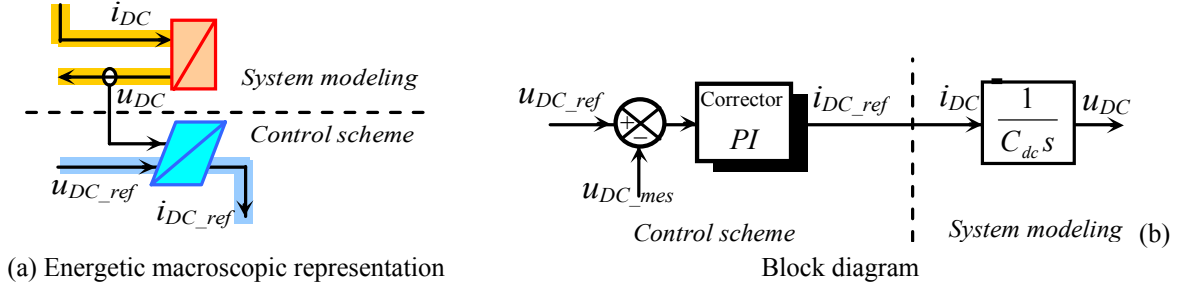 i_DC
System modeling
u_DC
Control scheme
u_DC_ref
i_DC_ref
(a) Energetic macroscopic representation
u_DC_ref
+
−
u_DC_mes
Corrector
PI
i_DC_ref
i_DC
1
C_dc s
u_DC
Control scheme
System modeling
(b)
Block diagram